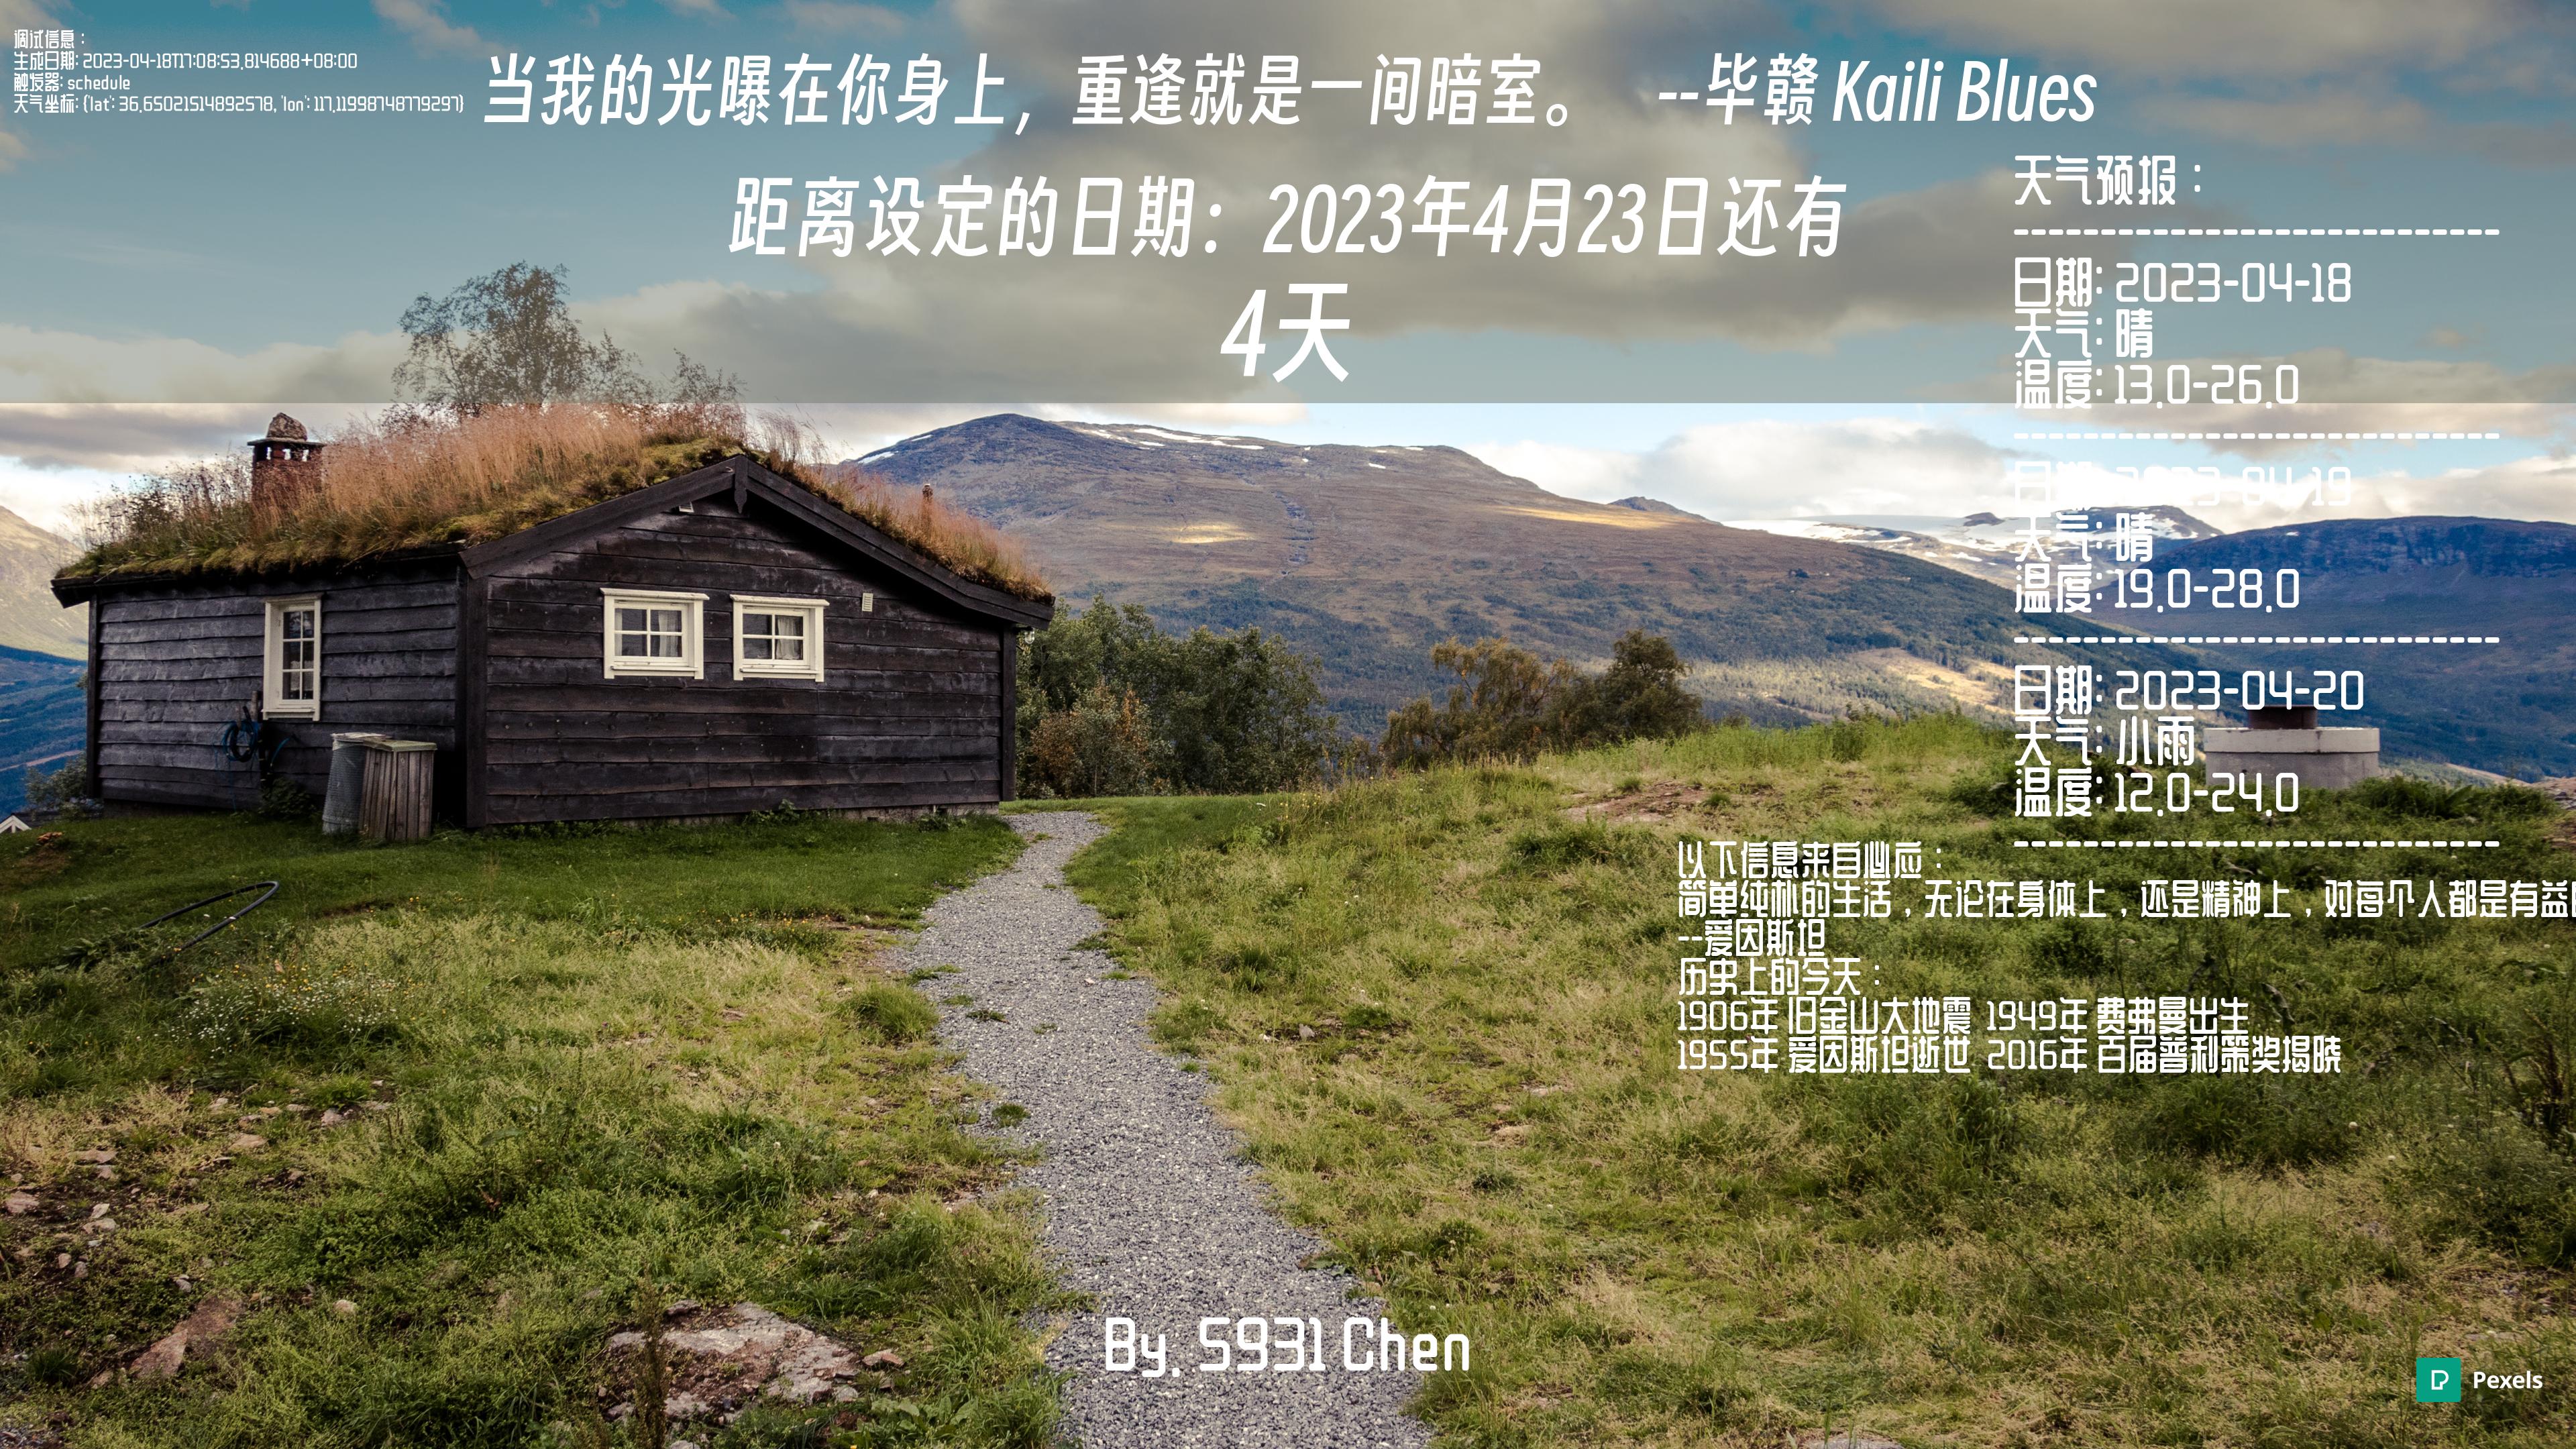 调试信息：
生成日期: 2023-04-18T17:08:53.814688+08:00
触发器: schedule
天气坐标: {'lat': 36.65021514892578, 'lon': 117.11998748779297}
当我的光曝在你身上，重逢就是一间暗室。 --毕赣 Kaili Blues
距离设定的日期：2023年4月23日还有
4天
天气预报：
----------------------------
日期: 2023-04-18
天气: 晴
温度: 13.0-26.0
----------------------------
日期: 2023-04-19
天气: 晴
温度: 19.0-28.0
----------------------------
日期: 2023-04-20
天气: 小雨
温度: 12.0-24.0
----------------------------
以下信息来自必应：
简单纯朴的生活，无论在身体上，还是精神上，对每个人都是有益
--爱因斯坦
历史上的今天：
1906年 旧金山大地震 1949年 费弗曼出生
1955年 爱因斯坦逝世 2016年 百届普利策奖揭晓
By. 5931 Chen
Pexels